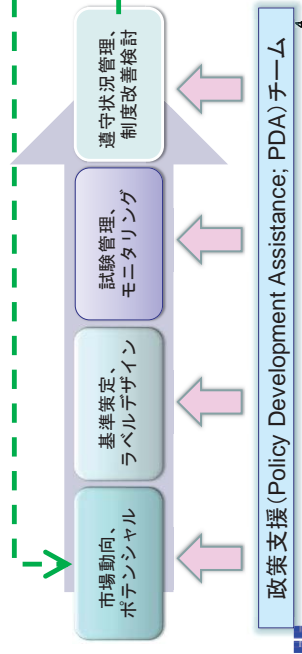 市場動向、
ポテンシャル
基準策定、
ラベルデザイン
試験管理、
モニタリング
遵守状況管理、
制度改善検討
政策支援(Policy Development Assistance; PDA)チーム